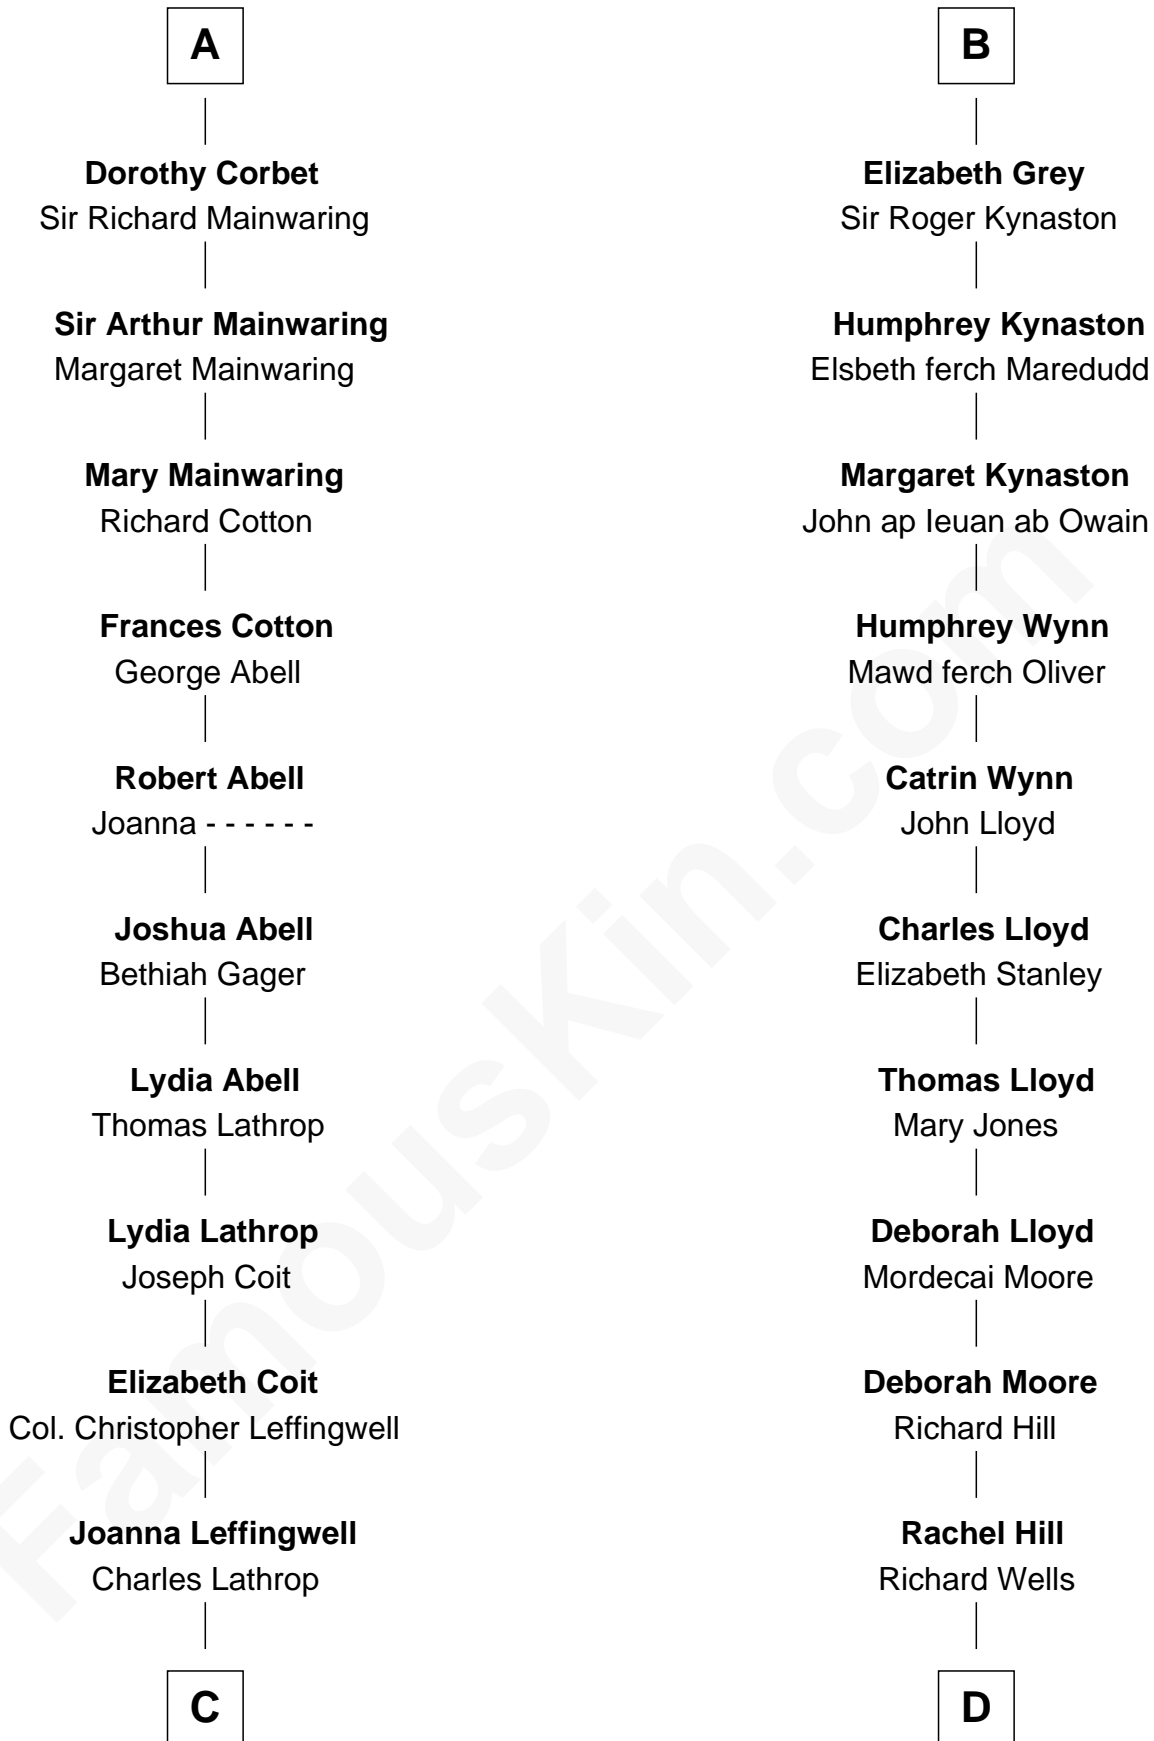 A
Dorothy Corbet
Sir Richard Mainwaring
Sir Arthur Mainwaring
Margaret Mainwaring
Mary Mainwaring
Richard Cotton
Frances Cotton
George Abell
Robert Abell
Joanna - - - - - -
Joshua Abell
Bethiah Gager
Lydia Abell
Thomas Lathrop
Lydia Lathrop
Joseph Coit
Elizabeth Coit
Col. Christopher Leffingwell
Joanna Leffingwell
Charles Lathrop
C
B
Elizabeth Grey
Sir Roger Kynaston
Humphrey Kynaston
Elsbeth ferch Maredudd
Margaret Kynaston
John ap Ieuan ab Owain
Humphrey Wynn
Mawd ferch Oliver
Catrin Wynn
John Lloyd
Charles Lloyd
Elizabeth Stanley
Thomas Lloyd
Mary Jones
Deborah Lloyd
Mordecai Moore
Deborah Moore
Richard Hill
Rachel Hill
Richard Wells
D
FamousKin.com